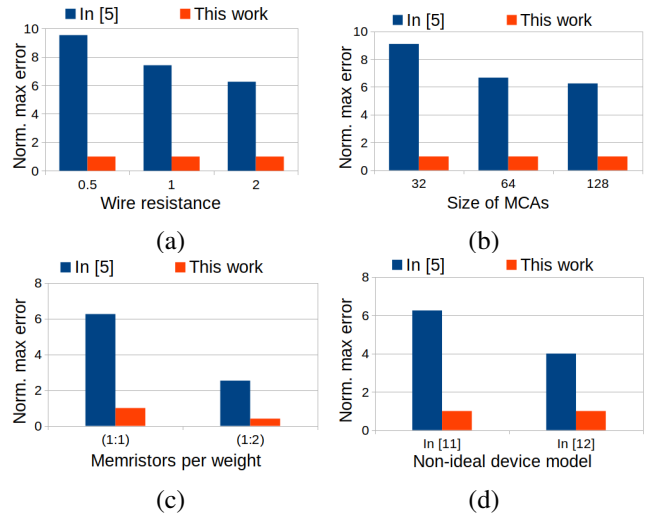 In [5] This work
Norm. max error
10
8
6
4
2
0
0.5 1 2
Wire resistance
(a)
In [5] This work
Norm. max error
10
8
6
4
2
0
32 64 128
Size of MCAs
(b)
In [5] This work
Norm. max error
8
6
4
2
0
(1:1) (1:2)
Memristors per weight
(c)
In [5] This work
Norm. max error
8
6
4
2
0
In [11] In [12]
Non-ideal device model
(d)